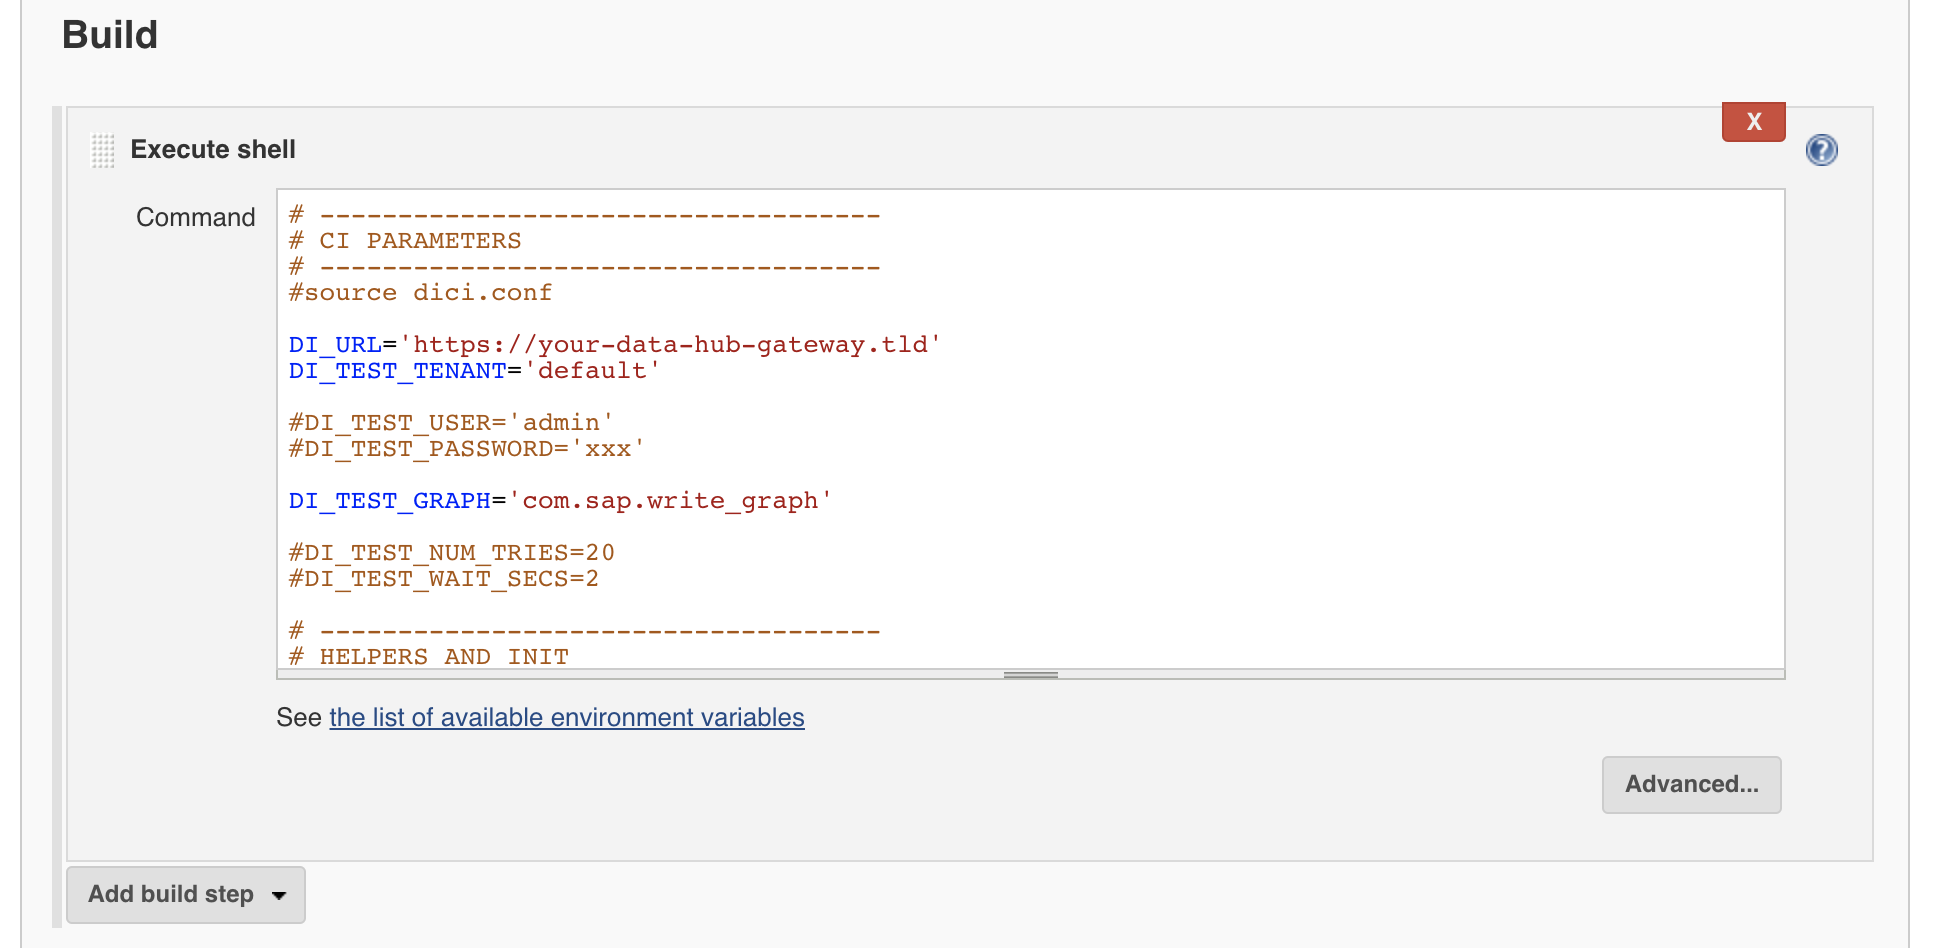 Build
X
Execute shell
?
Command
# ------------------------------------
# CI PARAMETERS
# ------------------------------------
#source dici.conf
DI_URL='https://your-data-hub-gateway.tld'
DI_TEST_TENANT='default'
#DI_TEST_USER='admin'
#DI_TEST_PASSWORD='xxx'
DI_TEST_GRAPH='com.sap.write_graph'
#DI_TEST_NUM_TRIES=20
#DI_TEST_WAIT_SECS=2
# ------------------------------------
# HELPERS AND INIT
See the list of available environment variables
Advanced...
Add build step